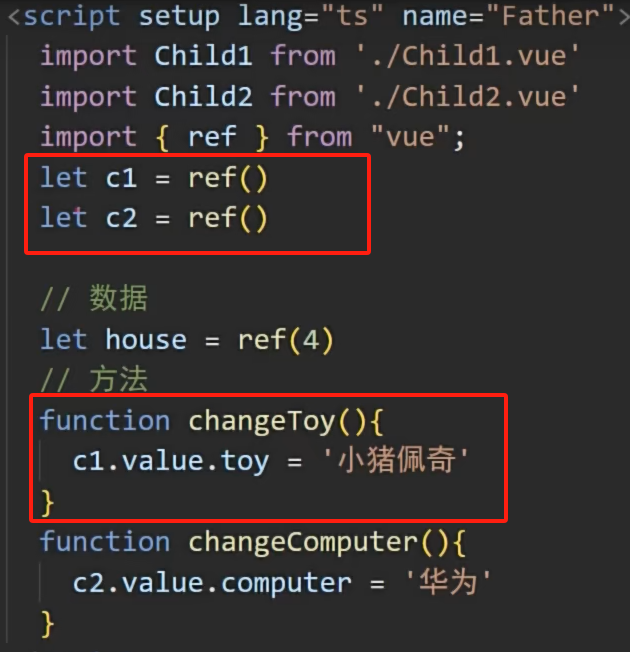 <script setup lang="ts" name="Father">
import Child1 from './Child1.vue'
import Child2 from './Child2.vue'
import { ref } from "vue";
let c1 = ref()
let c2 = ref()
// 数据
let house = ref(4)
// 方法
function changeToy(){
c1.value.toy = '小猪佩奇'
}
function changeComputer(){
c2.value.computer = '华为'
}